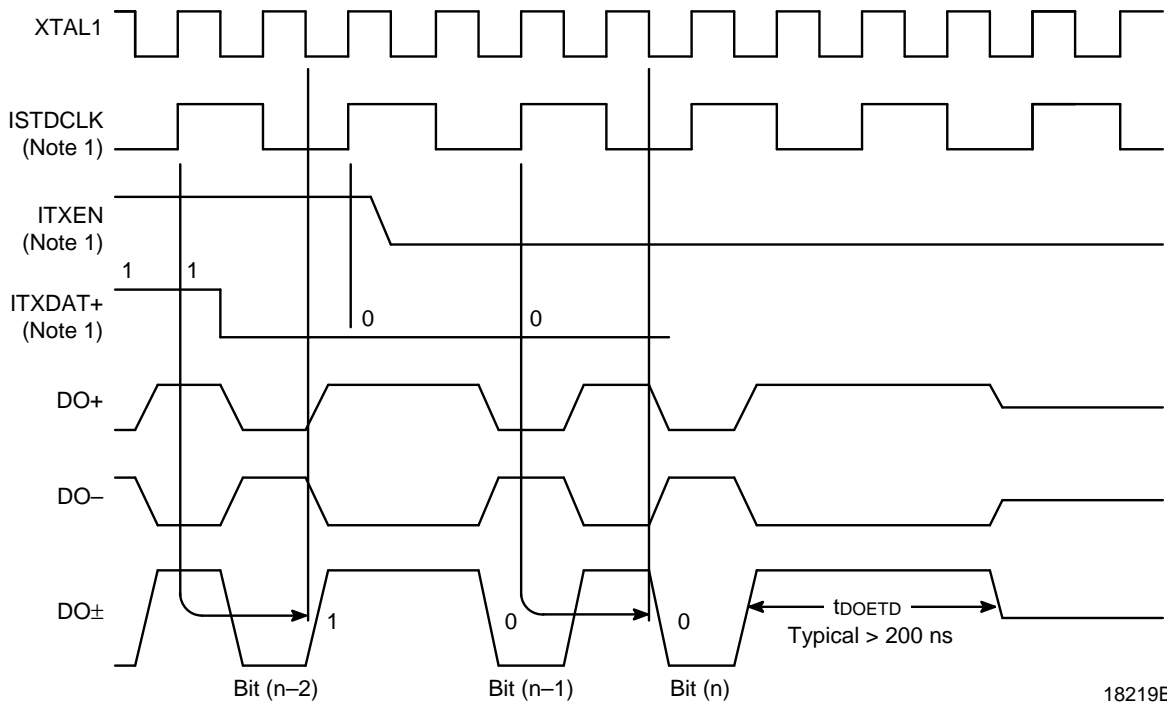 XTAL1
ISTDCLK
(Note 1)
ITXEN
(Note 1)
1 1
ITXDAT+
(Note 1)
0 0
DO+
DO–
DO±
1 0 0
tDOETD
Typical > 200 ns
Bit (n–2) Bit (n–1) Bit (n)
18219B